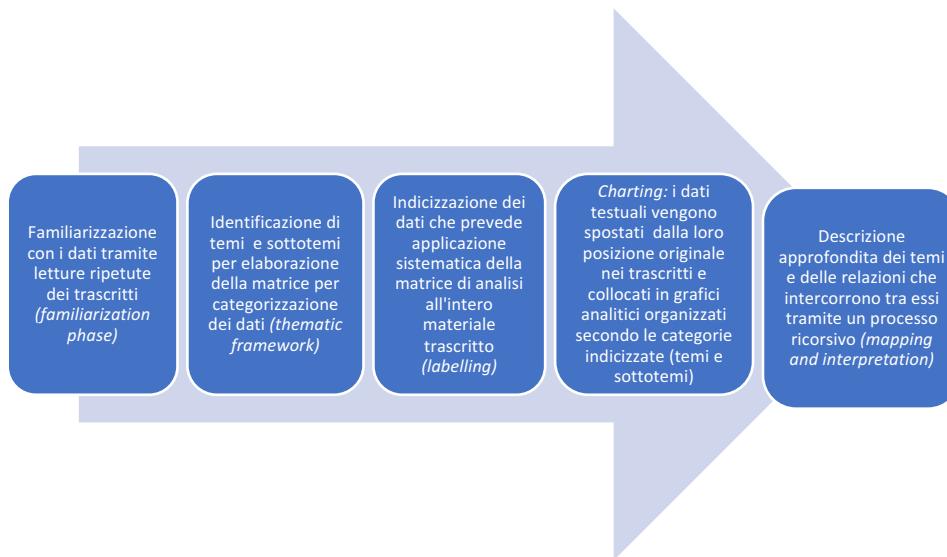 Familiarizzazione
con i dati tramite
letture ripetute
dei trascritti
(familiarization
phase)
Identificazione di
temi e sottotemi
per elaborazione
della matrice per
categorizzazione
dei dati (thematic
framework)
Indicizzazione dei
dati che prevede
applicazione
sistematica della
matrice di analisi
all'intero
materiale
trascritto
(labelling)
Charting: i dati
testuali vengono
spostati dalla loro
posizione originale
nei trascritti e
collocati in grafici
analitici organizzati
secondo le categorie
indicizzate (temi e
sottotemi)
Descrizione
approfondita dei temi
e delle relazioni che
intercorrono tra essi
tramite un processo
ricorsivo (mapping
and interpretation)